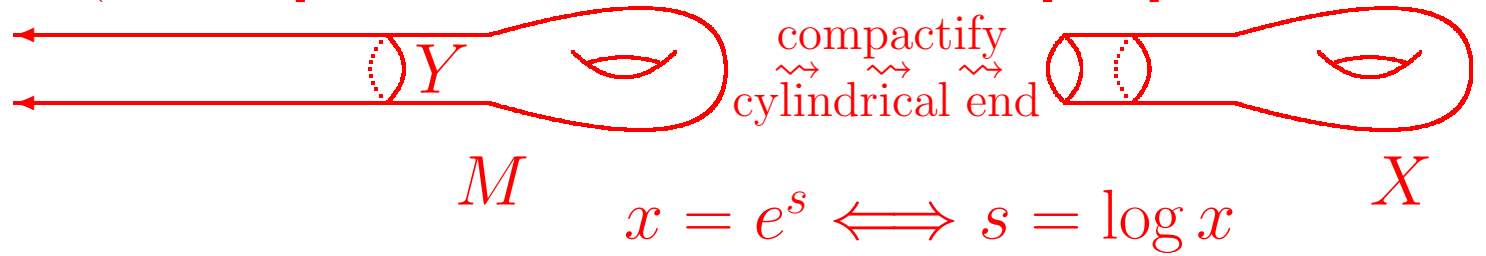 Y
compactify
⇝ ⇝ ⇝
cylindrical end
M
X
x = e^s ⟺ s = log x